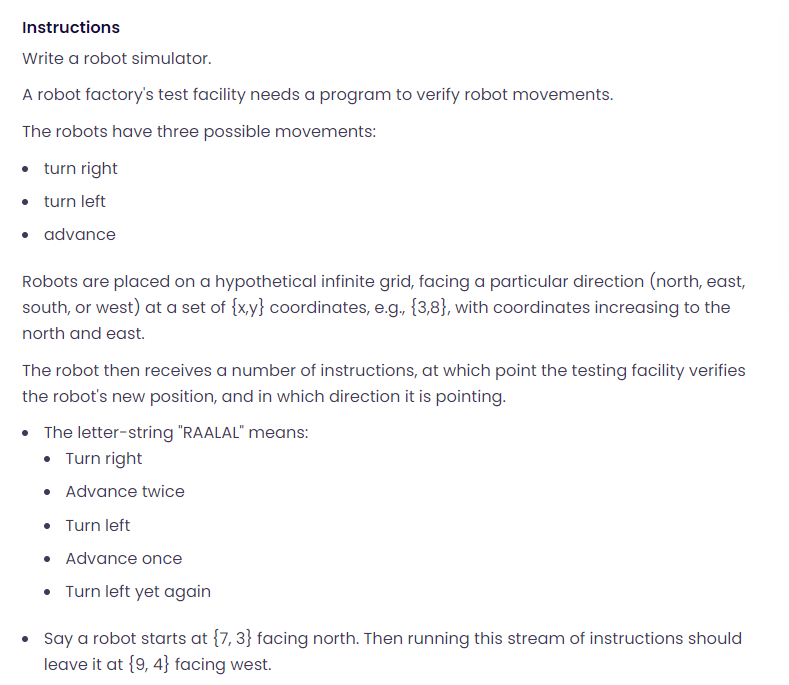 Instructions
Write a robot simulator.
A robot factory's test facility needs a program to verify robot movements.
The robots have three possible movements:
• turn right
• turn left
• advance
Robots are placed on a hypothetical infinite grid, facing a particular direction (north, east,
south, or west) at a set of {x,y} coordinates, e.g., {3,8}, with coordinates increasing to the
north and east.
The robot then receives a number of instructions, at which point the testing facility verifies
the robot's new position, and in which direction it is pointing.
• The letter-string "RAALAL" means:
• Turn right
• Advance twice
• Turn left
• Advance once
• Turn left yet again
• Say a robot starts at {7, 3} facing north. Then running this stream of instructions should
leave it at {9, 4} facing west.